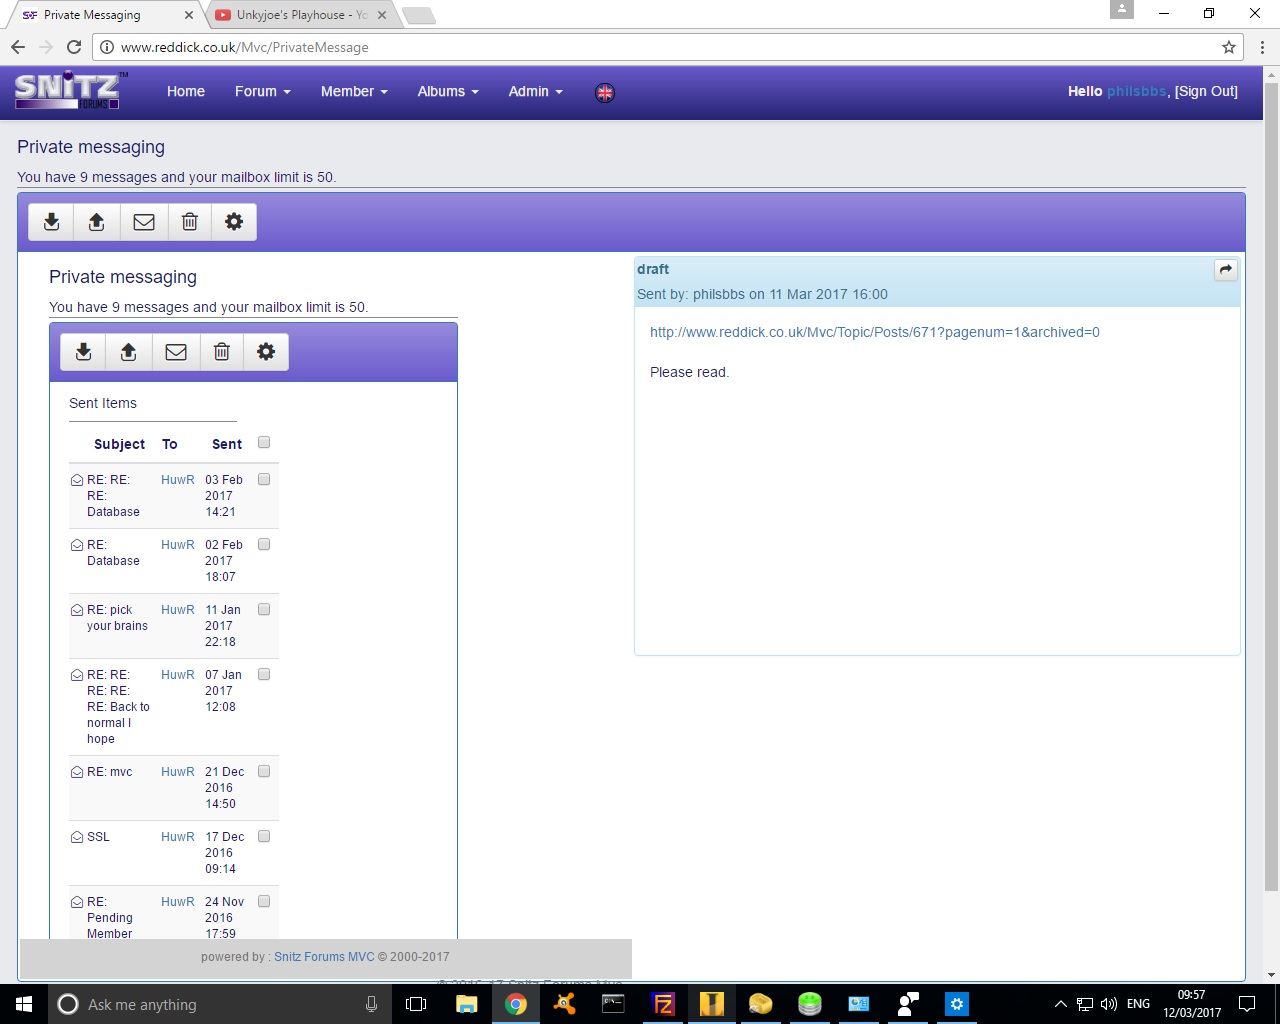 Private Messaging
Unkyjoe's Playhouse - Yo
www.reddick.co.uk/Mvc/PrivateMessage
SNiTZ™
FORUMS
Home
Forum
Member
Albums
Admin
Hello philsbbs, [Sign Out]
Private messaging
You have 9 messages and your mailbox limit is 50.
Private messaging
You have 9 messages and your mailbox limit is 50.
Sent Items
Subject To Sent
RE: RE: HuwR 03 Feb
RE: 2017
Database 14:21
RE: HuwR 02 Feb
Database 2017
18:07
RE: pick HuwR 11 Jan
your brains 2017
22:18
RE: RE: HuwR 07 Jan
RE: RE: 2017
RE: Back to 12:08
normal I
hope
RE: mvc HuwR 21 Dec
2016
14:50
SSL HuwR 17 Dec
2016
09:14
RE: HuwR 24 Nov
Pending 2016
Member 17:59
draft
Sent by: philsbbs on 11 Mar 2017 16:00
http://www.reddick.co.uk/Mvc/Topic/Posts/671?pagenum=1&archived=0
Please read.
powered by : Snitz Forums MVC © 2000-2017
Ask me anything
ENG
09:57
12/03/2017